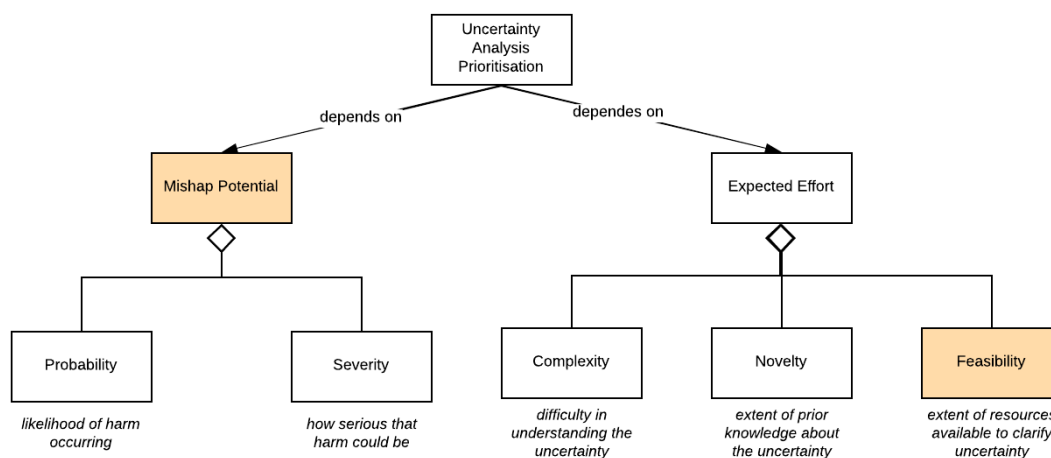 Uncertainty
Analysis
Prioritisation
depends on
dependes on
Mishap Potential
Expected Effort
Probability
Severity
Complexity
Novelty
Feasibility
likelihood of harm
occurring
how serious that
harm could be
difficulty in
understanding the
uncertainty
extent of prior
knowledge about
the uncertainty
extent of resources
available to clarify
uncertainty